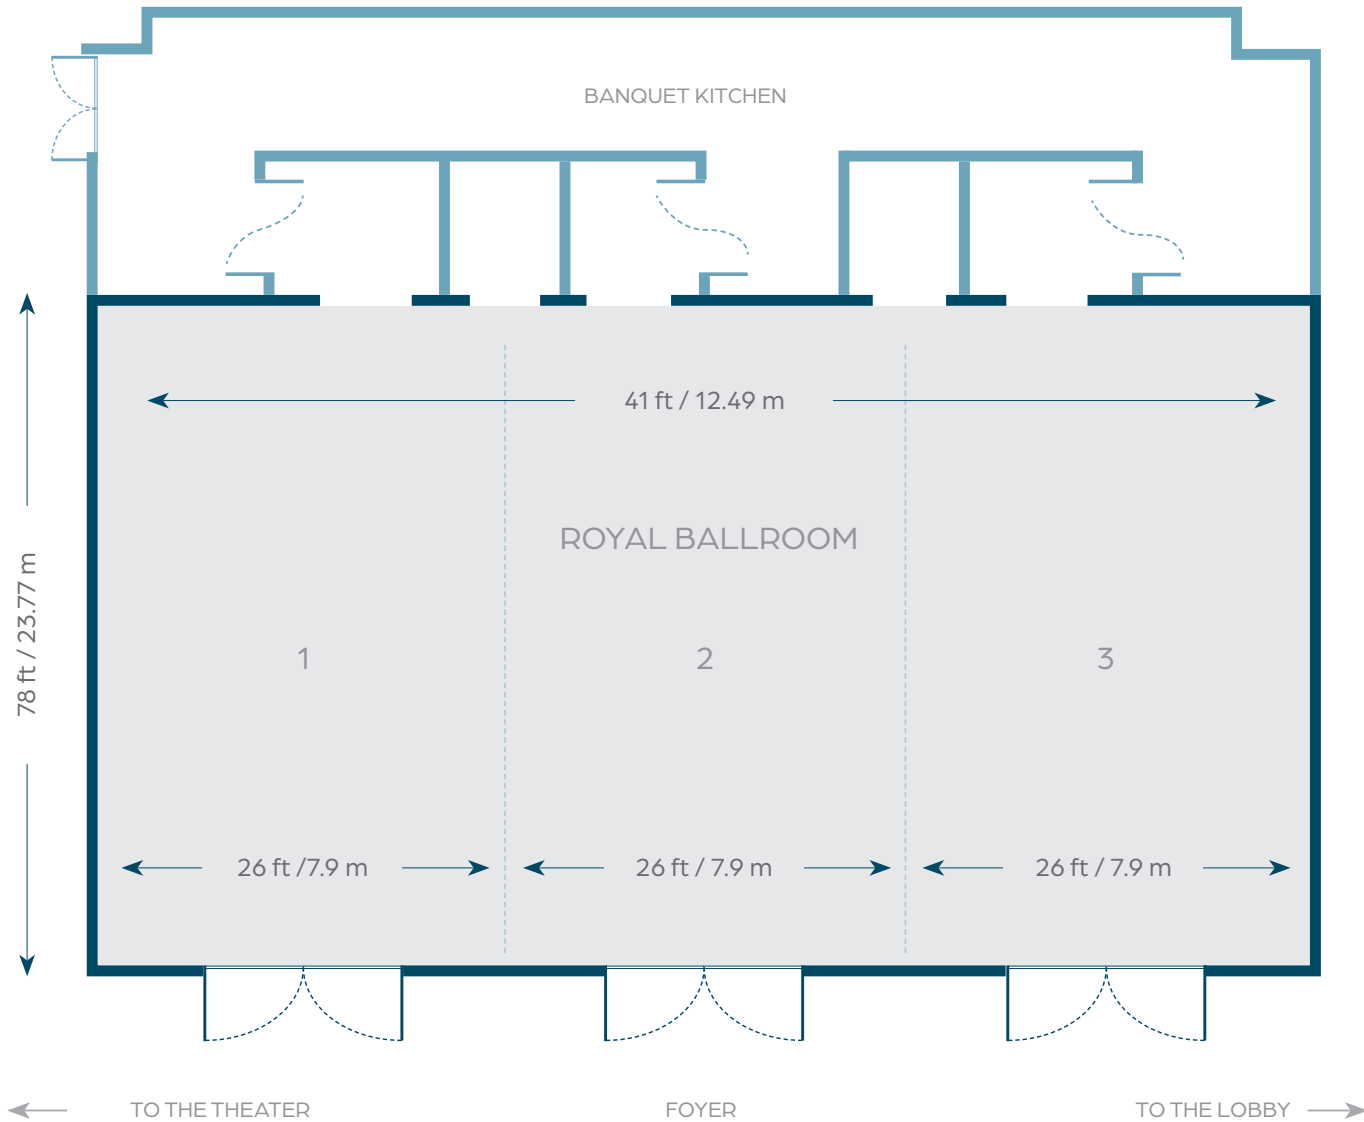 BANQUET KITCHEN
41 ft / 12.49 m
ROYAL BALLROOM
78 ft / 23.77 m
1
2
3
26 ft /7.9 m
26 ft / 7.9 m
26 ft / 7.9 m
TO THE THEATER
FOYER
TO THE LOBBY